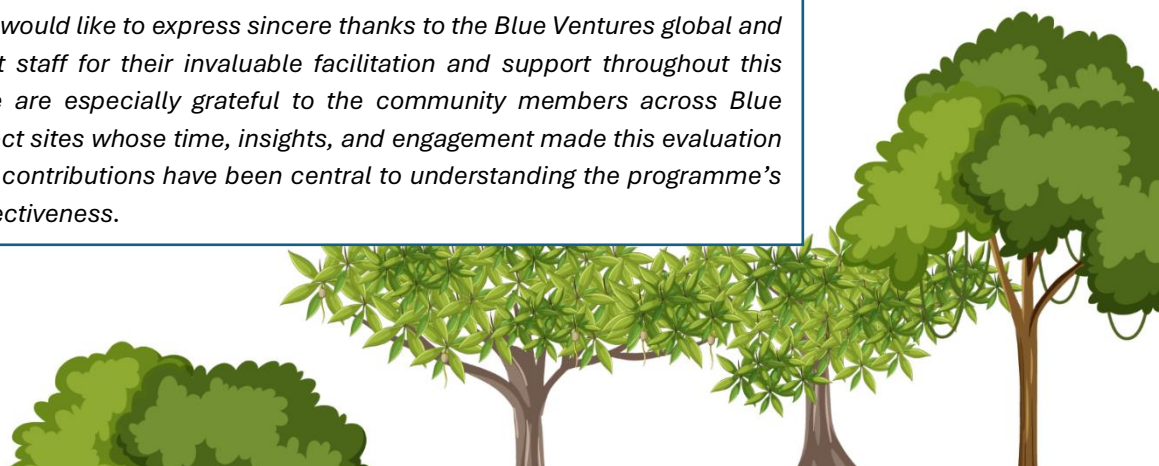 would like to express sincere thanks to the Blue Ventures global and
staff for their invaluable facilitation and support throughout this
are especially grateful to the community members across Blue
sites whose time, insights, and engagement made this evaluation
contributions have been central to understanding the programme's